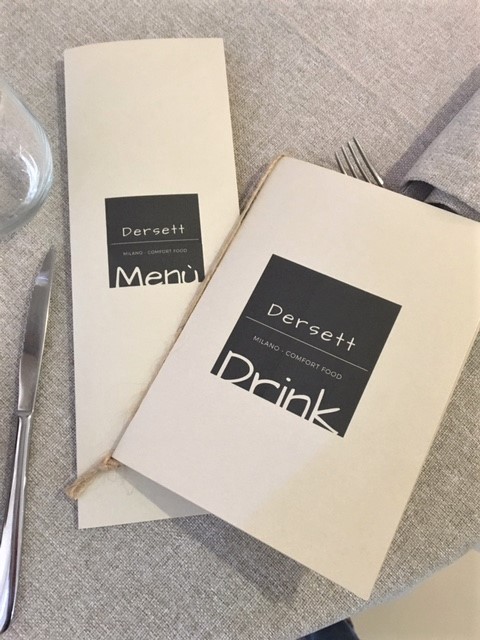 Dersett
MILANO - COMFORT FOOD
Menù
Dersett
MILANO - COMFORT FOOD
Drink